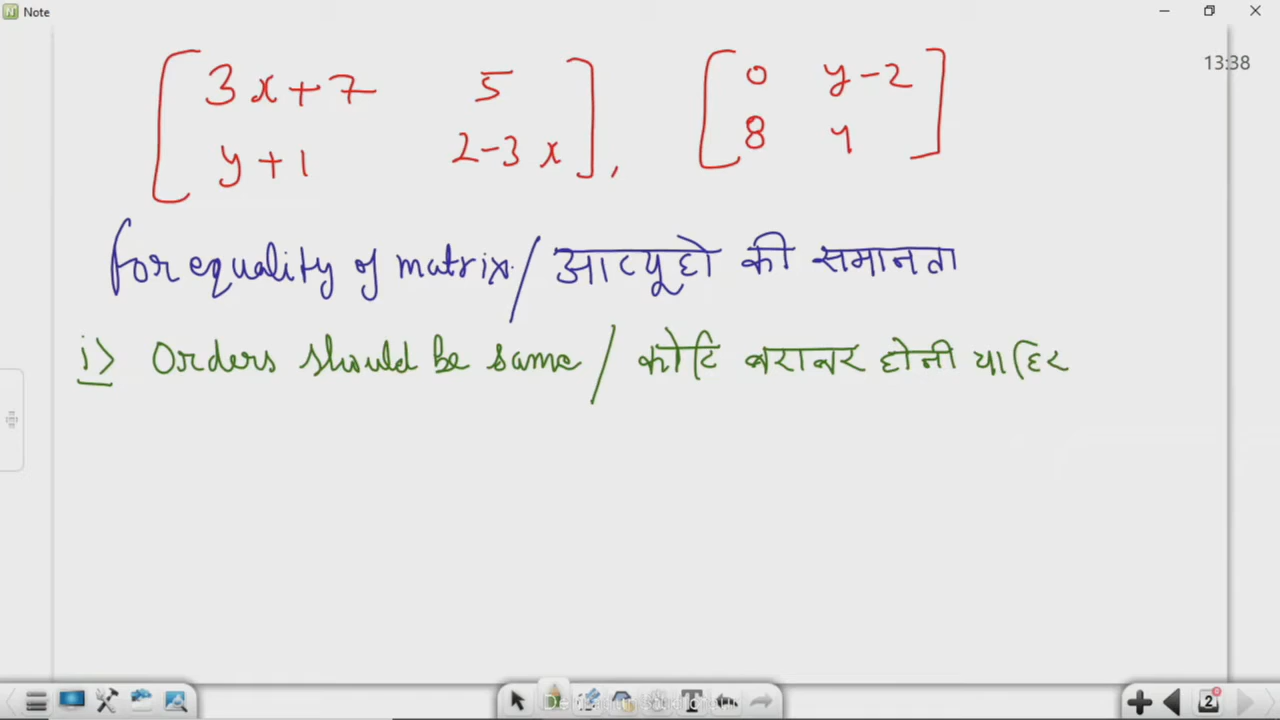 Note
13:38
[ 3x+7 5 ] [ 0 y-2 ]
[ y+1 2-3x ], [ 8 4 ]
for equality of matrix. / आव्यूहो की समानता
i> Orders should be same / कोटि बराबर होनी चाहिए
2